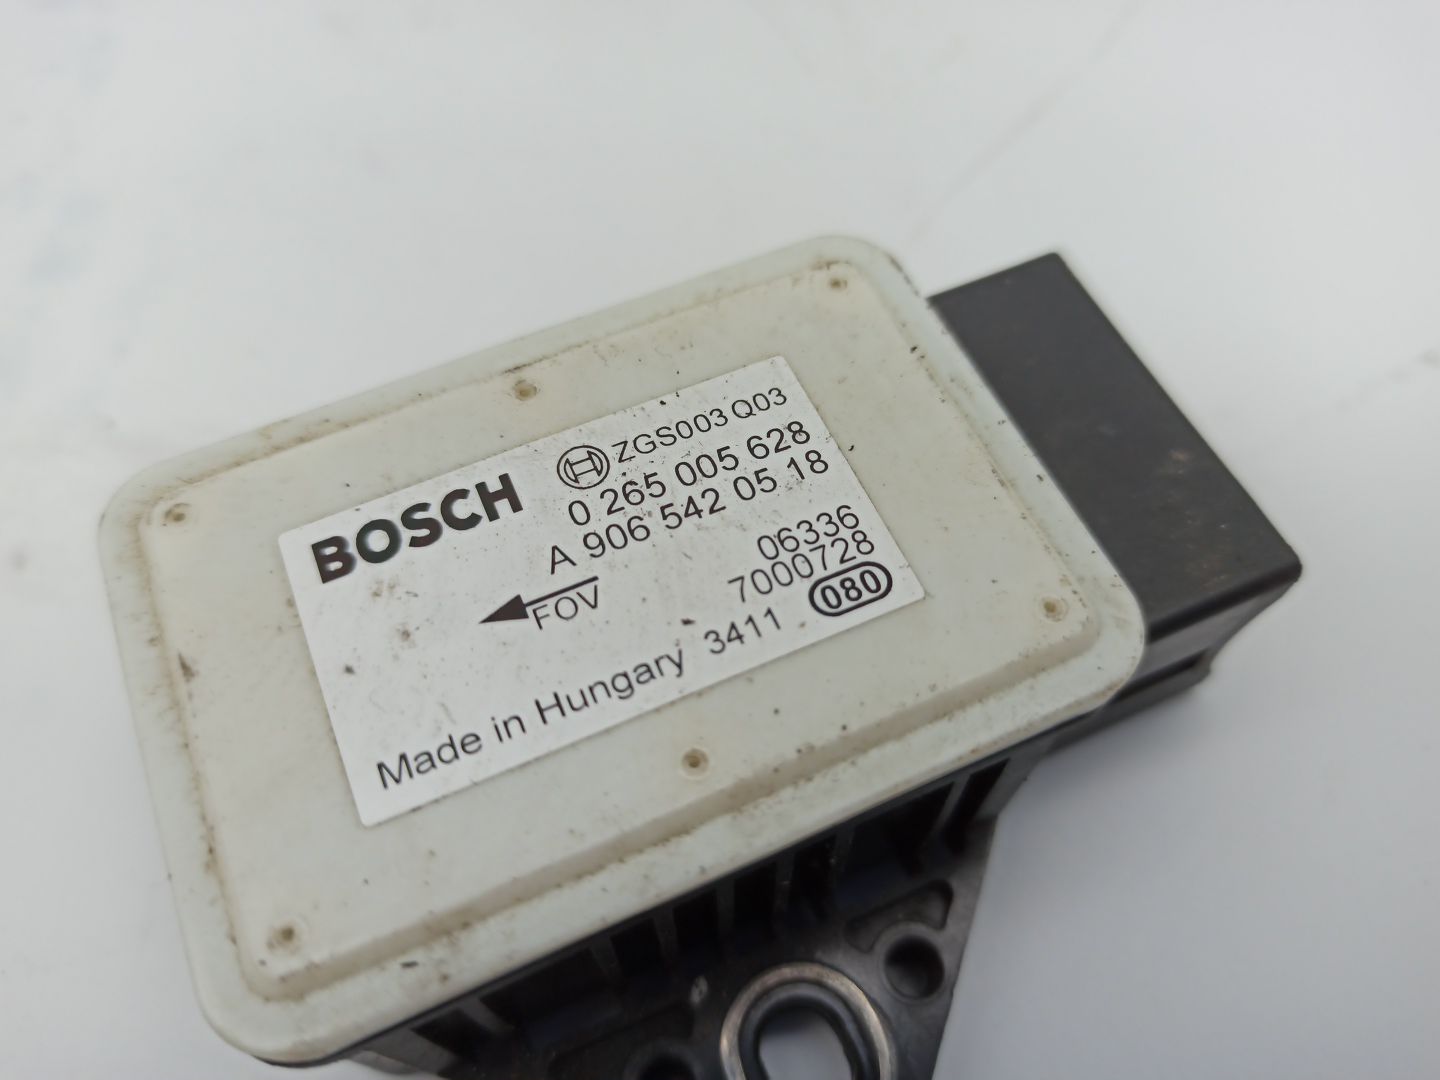 BOSCH
ZGS003 Q03
0 265 005 628
A 906 542 05 18
FOV
06336
7000728
Made in Hungary 3411 080